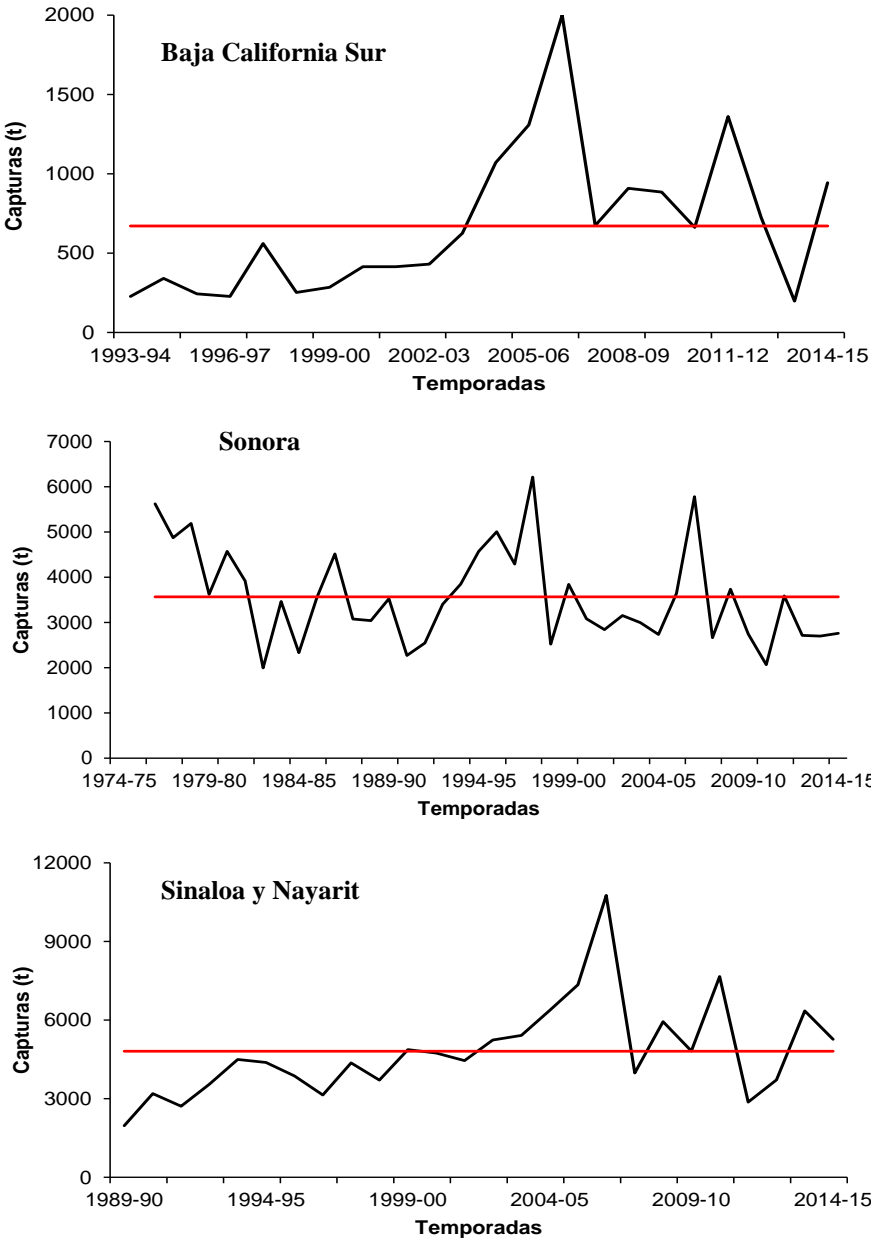 Baja California Sur
Capturas (t)
2000
1500
1000
500
0
1993-94 1996-97 1999-00 2002-03 2005-06 2008-09 2011-12 2014-15
Temporadas
Sonora
Capturas (t)
7000
6000
5000
4000
3000
2000
1000
0
1974-75 1979-80 1984-85 1989-90 1994-95 1999-00 2004-05 2009-10 2014-15
Temporadas
Sinaloa y Nayarit
Capturas (t)
12000
9000
6000
3000
0
1989-90 1994-95 1999-00 2004-05 2009-10 2014-15
Temporadas